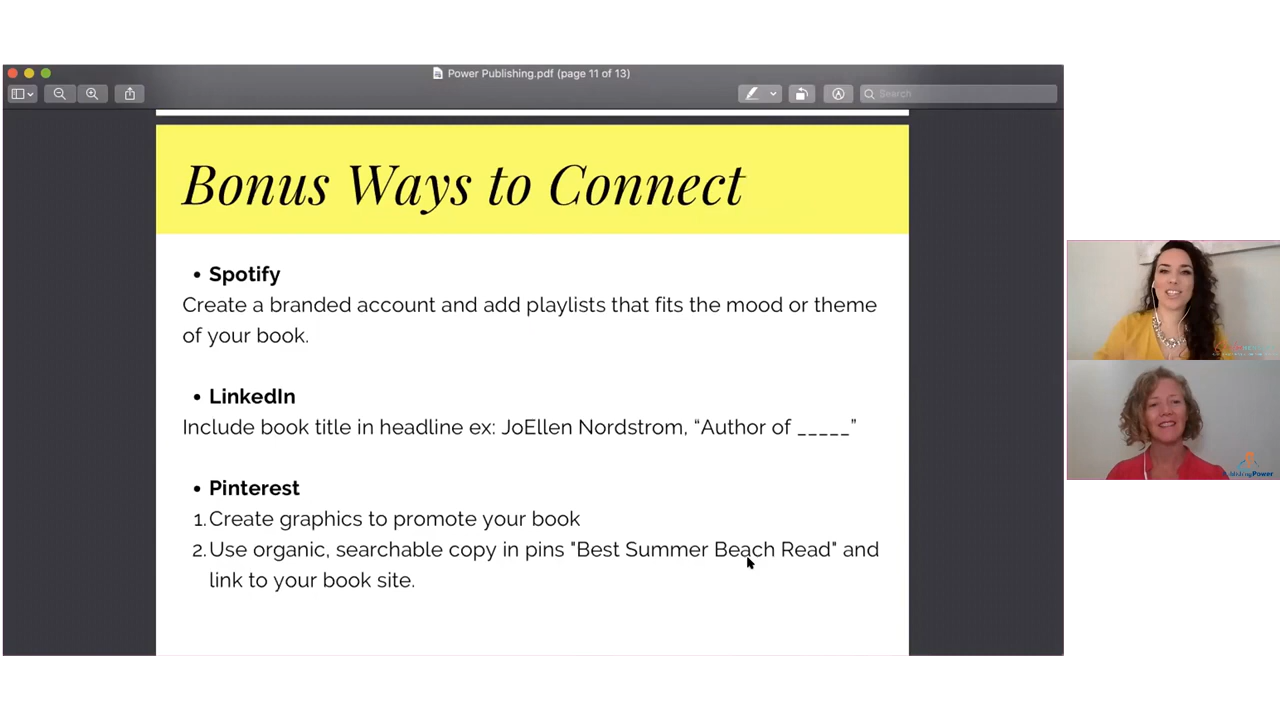 Power Publishing.pdf (page 11 of 13)
Search
Bonus Ways to Connect
• Spotify
Create a branded account and add playlists that fits the mood or theme
of your book.
• LinkedIn
Include book title in headline ex: JoEllen Nordstrom, “Author of _____”
• Pinterest
1. Create graphics to promote your book
2. Use organic, searchable copy in pins "Best Summer Beach Read" and
link to your book site.